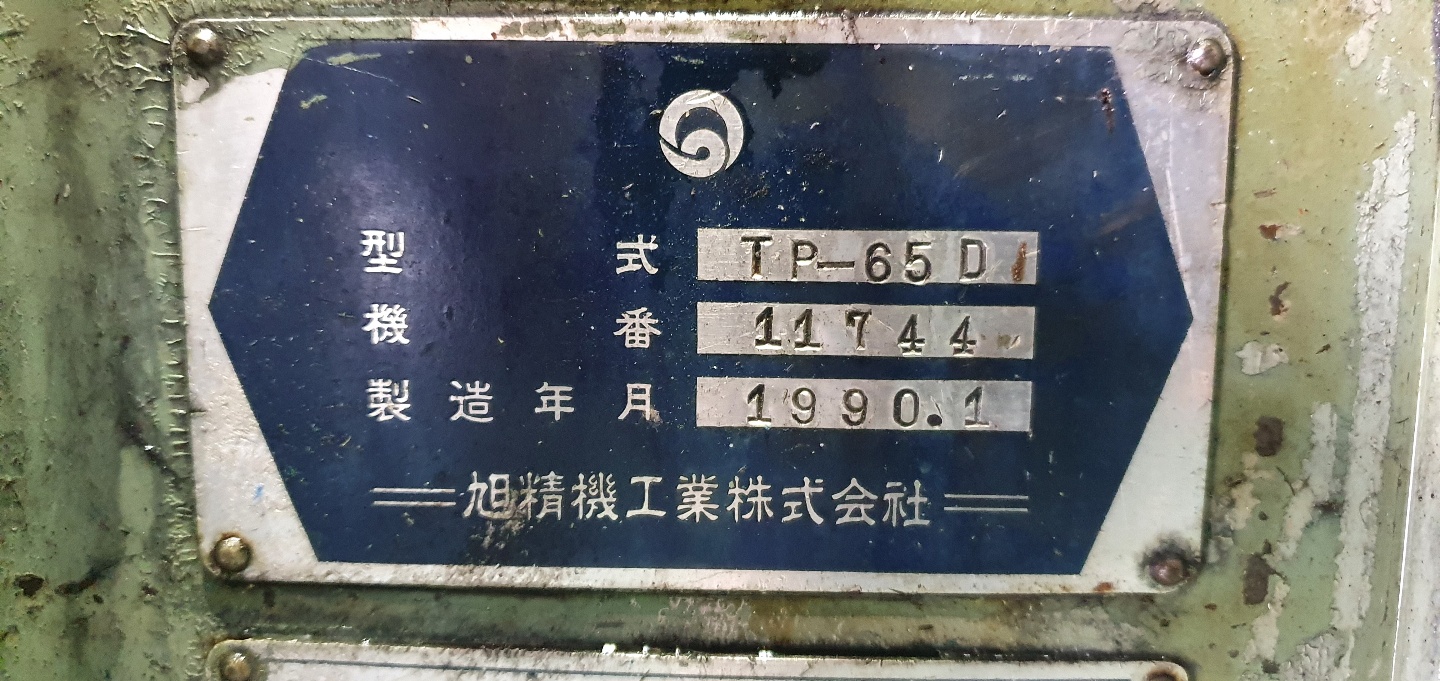 型式 TP-65D
機番 11744
製造年月 1990.1
旭精機工業株式会社